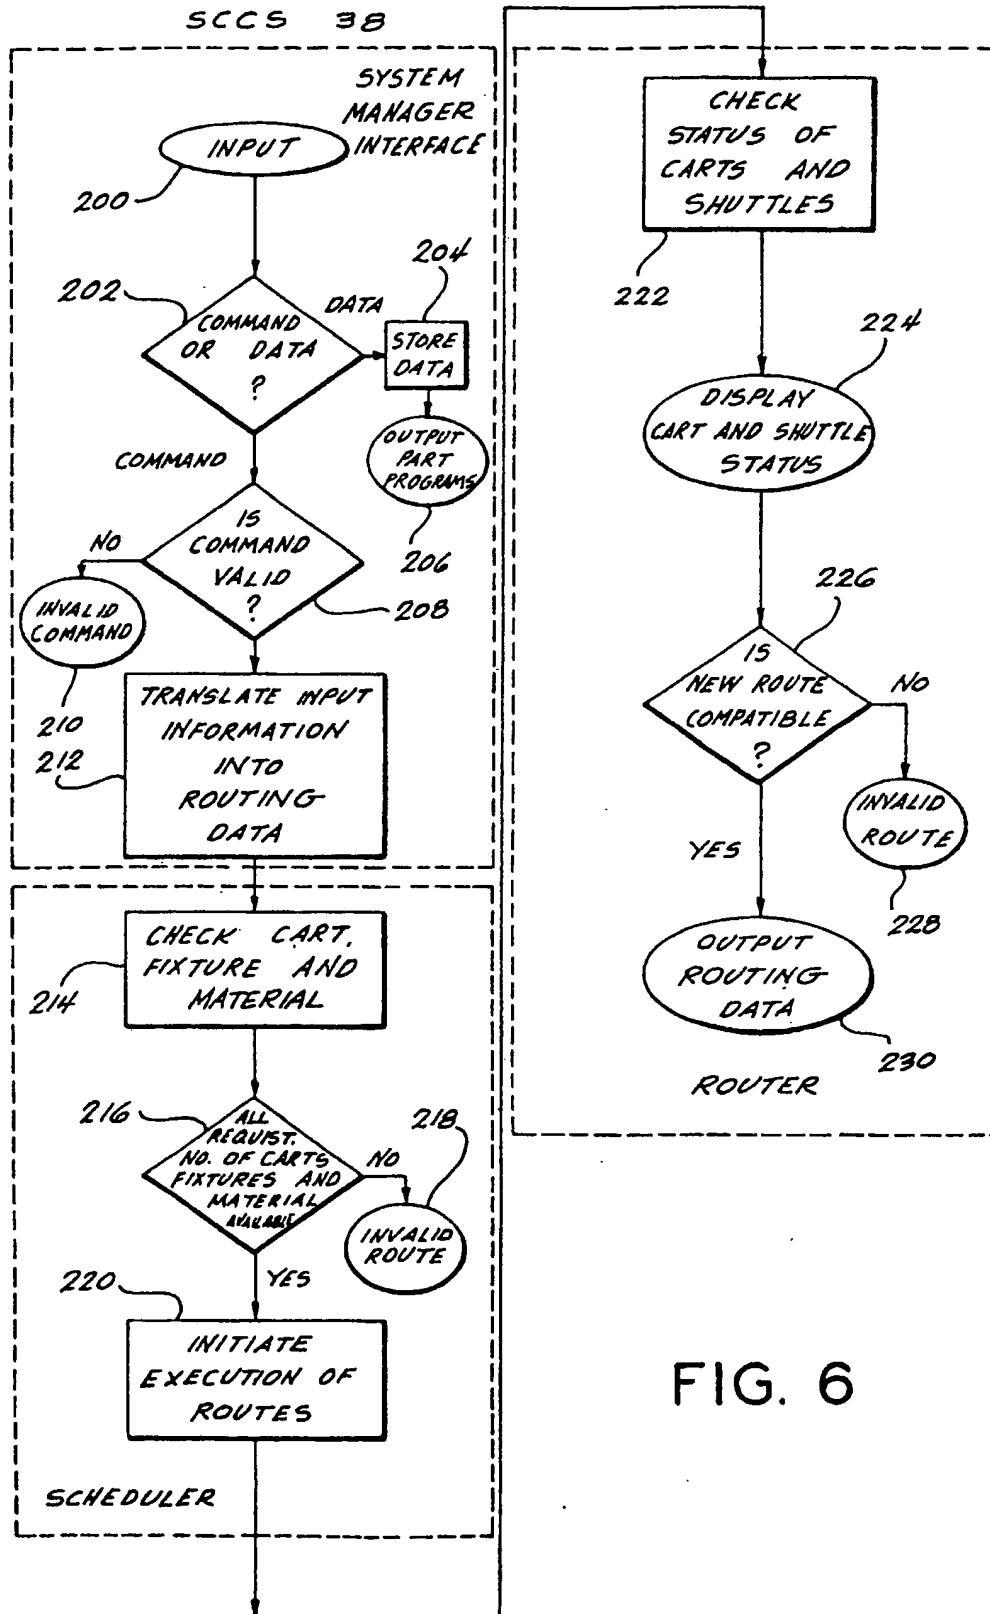 SCCS 38
SYSTEM
MANAGER
INTERFACE
INPUT
200
202
COMMAND
OR DATA
?
DATA
204
STORE
DATA
OUTPUT
PART
PROGRAMS
206
COMMAND
IS
COMMAND
VALID
?
208
NO
INVALID
COMMAND
210
212
TRANSLATE INPUT
INFORMATION
INTO
ROUTING
DATA
CHECK CART,
FIXTURE AND
MATERIAL
214
216
ALL
REQUIST.
NO. OF CARTS
FIXTURES AND
MATERIAL
AVAILABLE
NO
218
INVALID
ROUTE
YES
220
INITIATE
EXECUTION OF
ROUTES
SCHEDULER
CHECK
STATUS OF
CARTS AND
SHUTTLES
222
224
DISPLAY
CART AND SHUTTLE
STATUS
226
IS
NEW ROUTE
COMPATIBLE
?
NO
INVALID
ROUTE
228
YES
OUTPUT
ROUTING
DATA
230
ROUTER
FIG. 6